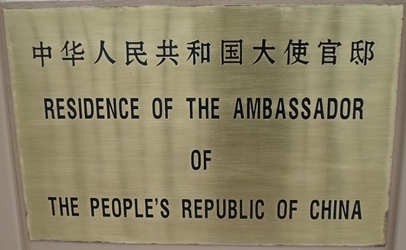 中华人民共和国大使官邸
RESIDENCE OF THE AMBASSADOR
OF
THE PEOPLE'S REPUBLIC OF CHINA